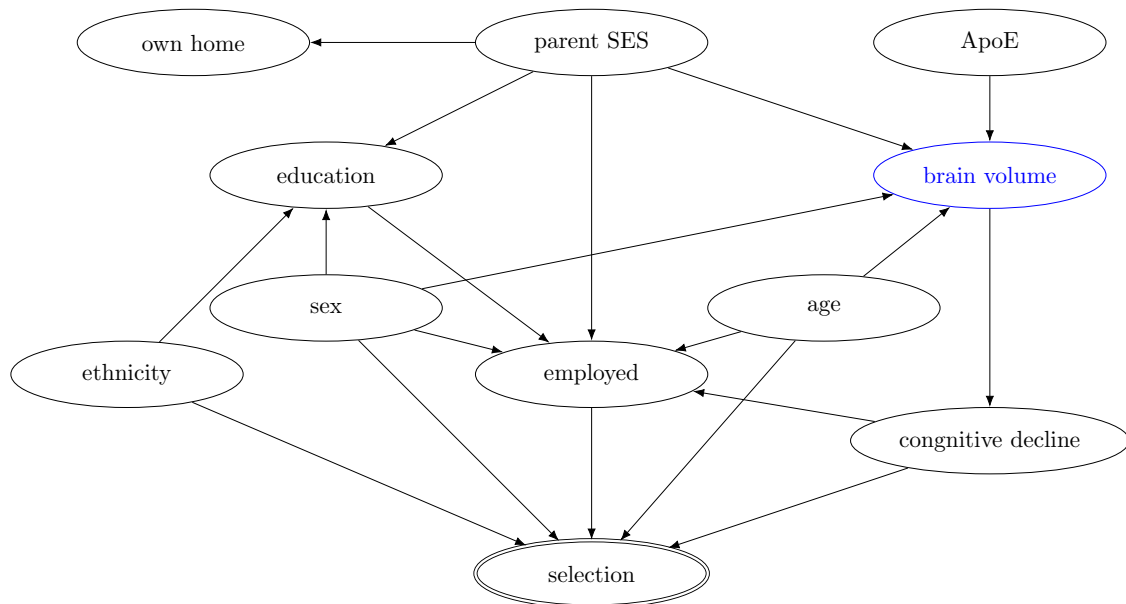 own home
parent SES
ApoE
education
brain volume
sex
age
ethnicity
employed
congnitive decline
selection